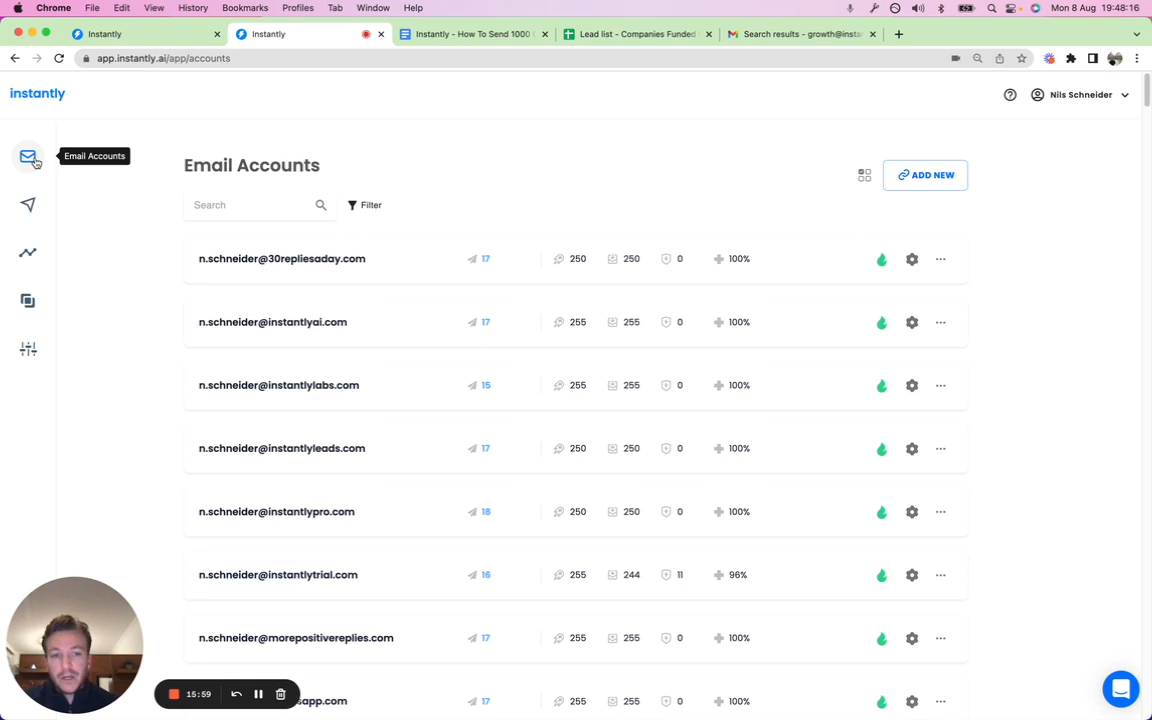 Chrome File Edit View History Bookmarks Profiles Tab Window Help Mon 8 Aug 19:48:16
Instantly Instantly Instantly - How To Send 1000 Lead list - Companies Funded Search results - growth@insta
app.instantly.ai/app/accounts
instantly Nils Schneider
Email Accounts
Email Accounts
ADD NEW
Search Filter
n.schneider@30repliesaday.com 17 250 250 0 100%
n.schneider@instantlyai.com 17 255 255 0 100%
n.schneider@instantlylabs.com 15 255 255 0 100%
n.schneider@instantlyleads.com 17 250 250 0 100%
n.schneider@instantlypro.com 18 250 250 0 100%
n.schneider@instantlytrial.com 16 255 244 11 96%
n.schneider@morepositivereplies.com 17 255 255 0 100%
sapp.com 17 255 255 0 100%
15:59